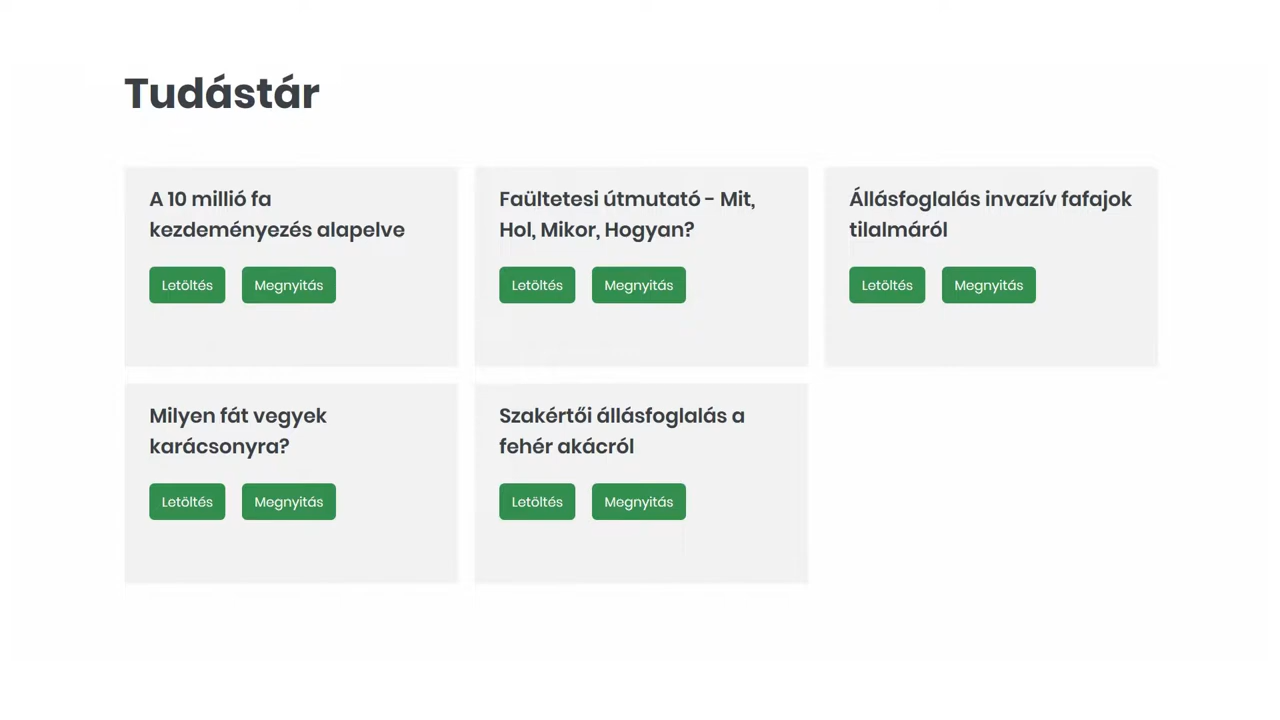 Tudástár
A 10 millió fa
kezdeményezés alapelve
Letöltés Megnyitás
Faültetesi útmutató - Mit,
Hol, Mikor, Hogyan?
Letöltés Megnyitás
Állásfoglalás invazív fafajok
tilalmáról
Letöltés Megnyitás
Milyen fát vegyek
karácsonyra?
Letöltés Megnyitás
Szakértői állásfoglalás a
fehér akácról
Letöltés Megnyitás